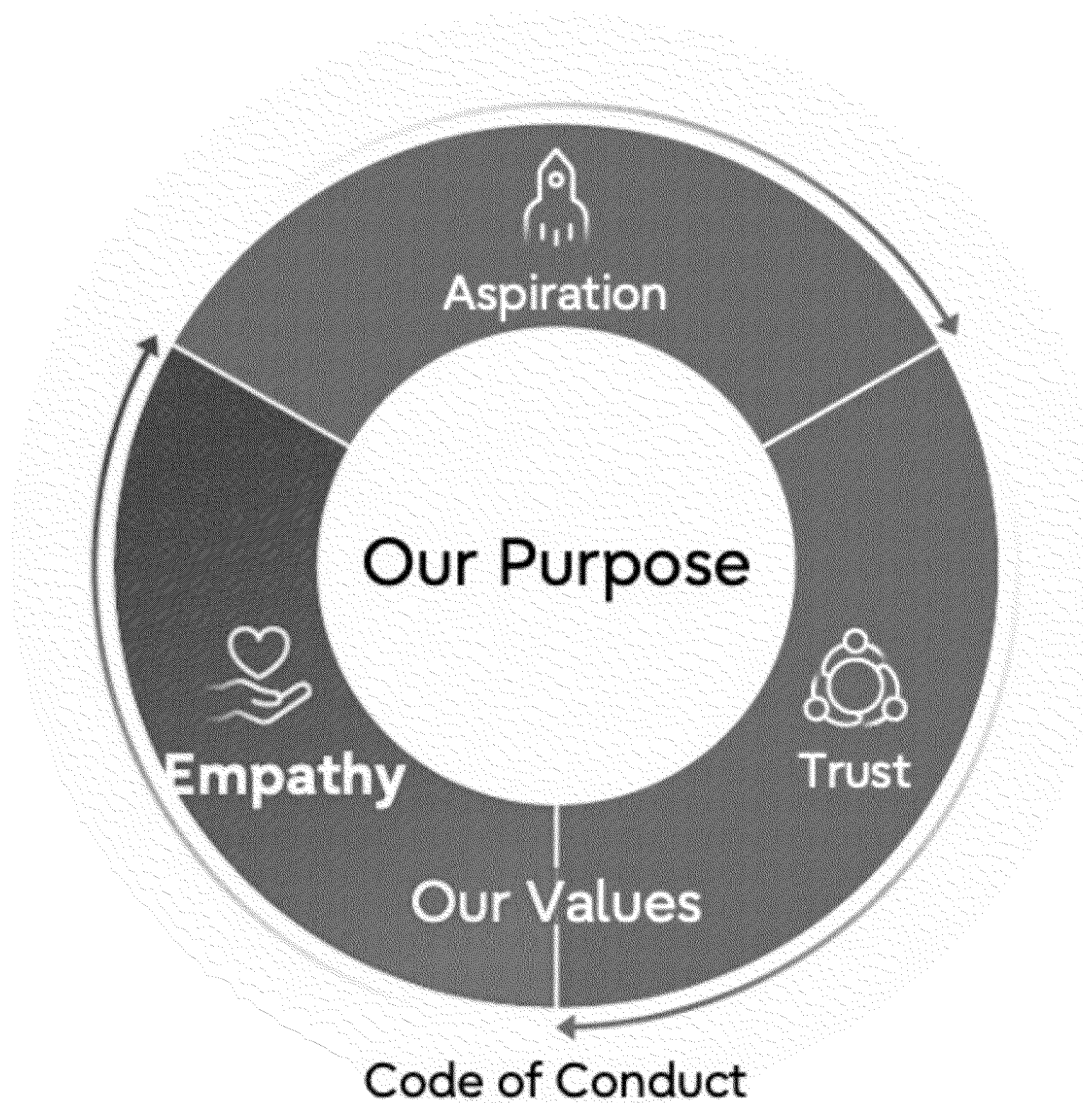 Aspiration
Our Purpose
Empathy
Trust
Our Values
Code of Conduct